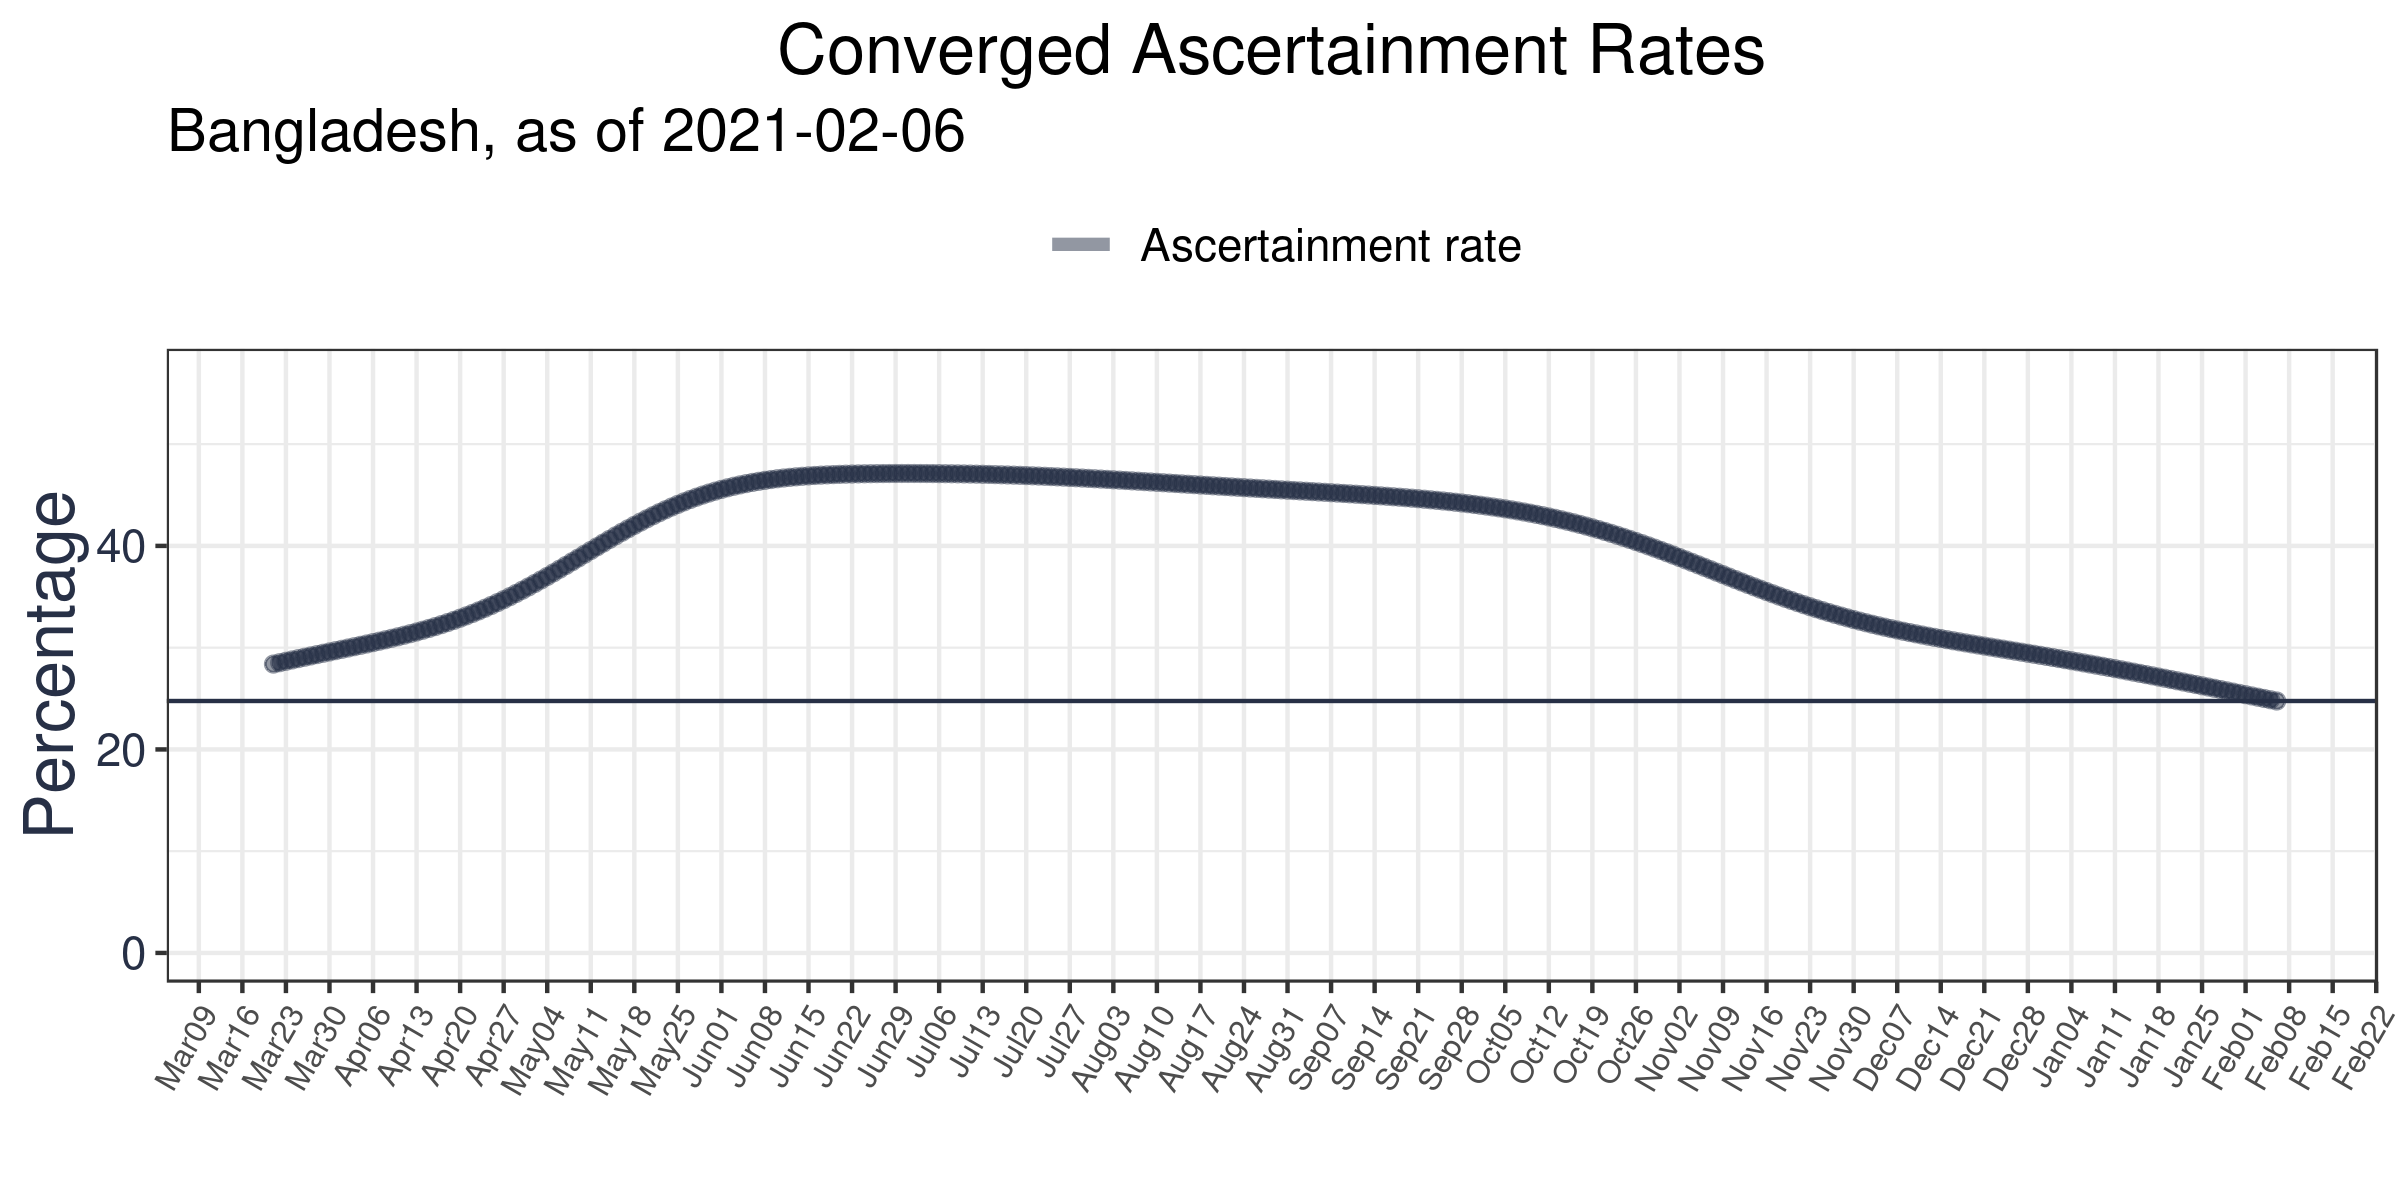 Converged Ascertainment Rates
Bangladesh, as of 2021-02-06
Ascertainment rate
Percentage
40
20
0
Mar09 Mar16 Mar23 Mar30 Apr06 Apr13 Apr20 Apr27 May04 May11 May18 May25 Jun01 Jun08 Jun15 Jun22 Jun29 Jul06 Jul13 Jul20 Jul27 Aug03 Aug10 Aug17 Aug24 Aug31 Sep07 Sep14 Sep21 Sep28 Oct05 Oct12 Oct19 Oct26 Nov02 Nov09 Nov16 Nov23 Nov30 Dec07 Dec14 Dec21 Dec28 Jan04 Jan11 Jan18 Jan25 Feb01 Feb08 Feb15 Feb22